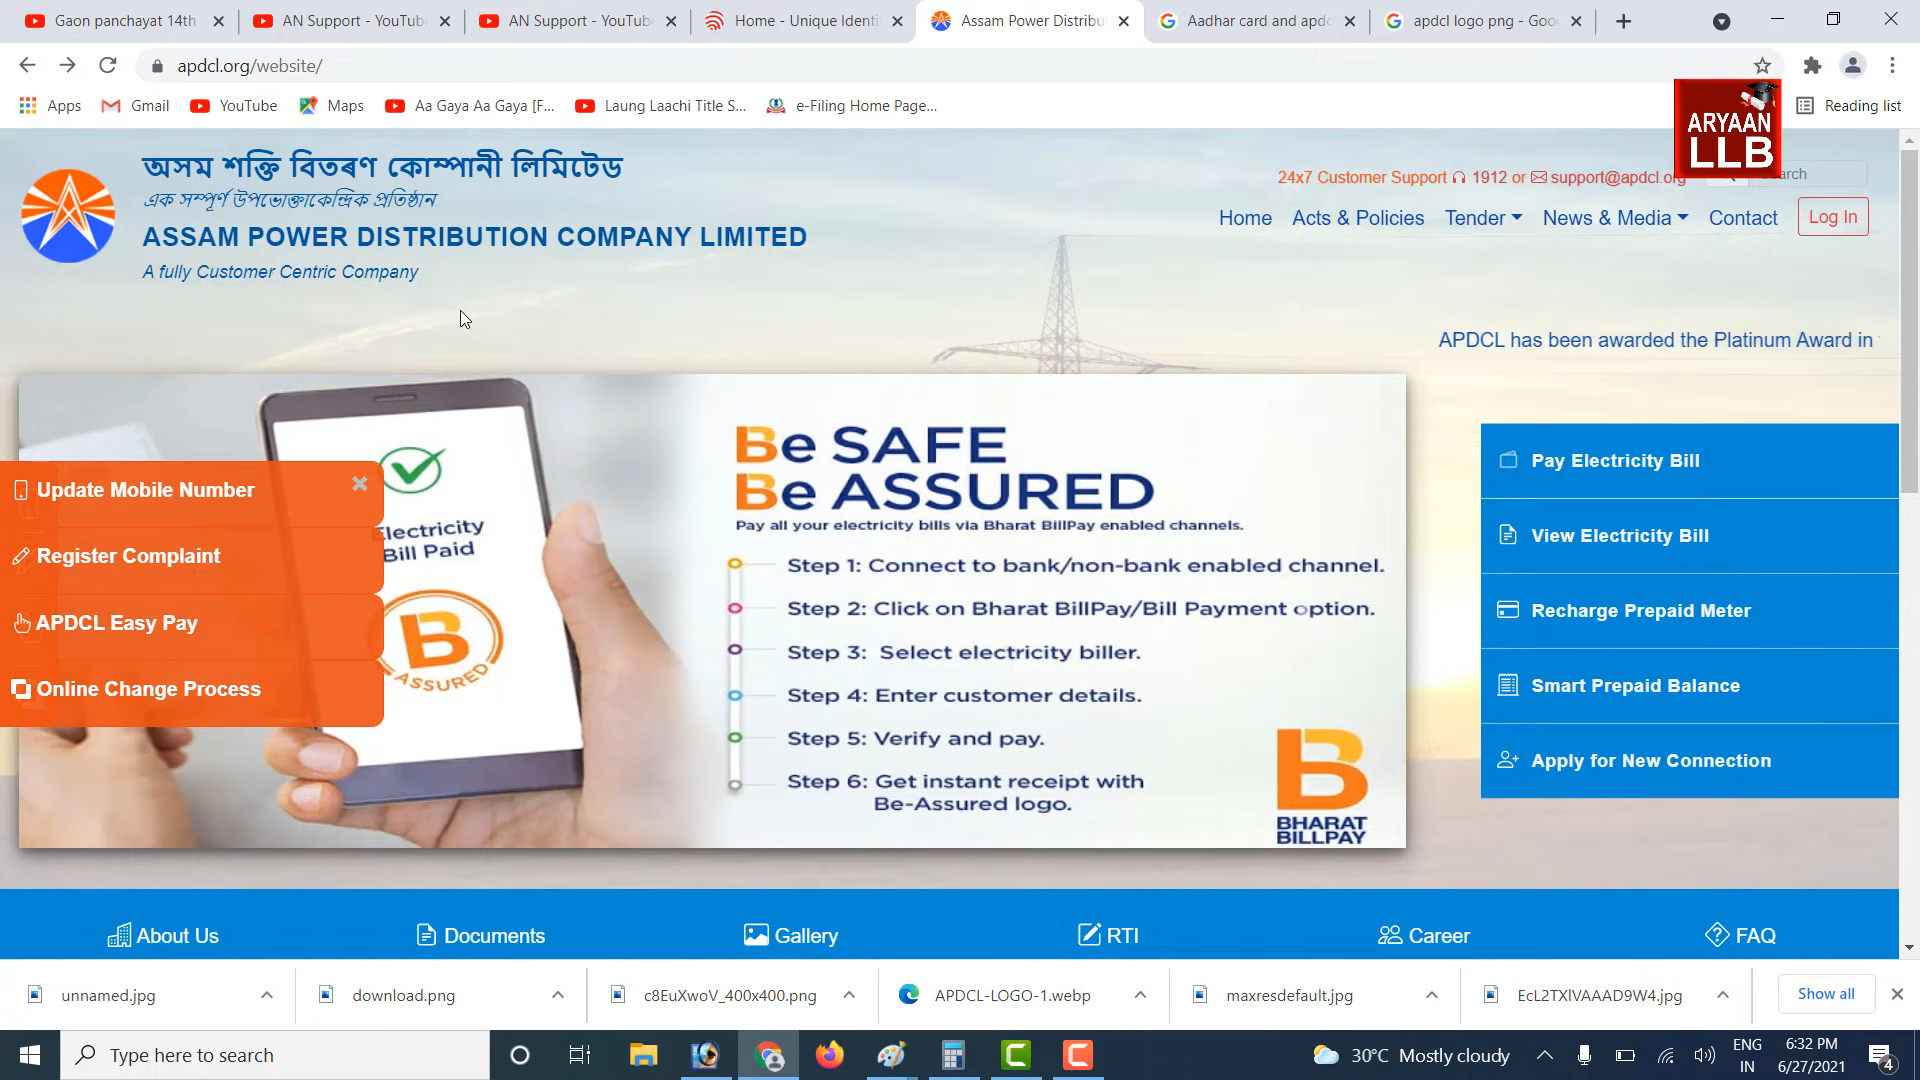 Gaon panchayat 14th
AN Support - YouTube
AN Support - YouTube
Home - Unique Identi
Assam Power Distribu
Aadhar card and apdc
apdcl logo png - Goo
apdcl.org/website/
Apps
Gmail
YouTube
Maps
Aa Gaya Aa Gaya [F...
Laung Laachi Title S...
e-Filing Home Page...
Reading list
ARYAAN
LLB
অসম শক্তি বিতৰণ কোম্পানী লিমিটেড
এক সম্পূৰ্ণ উপভোক্তাকেন্দ্ৰিক প্ৰতিষ্ঠান
ASSAM POWER DISTRIBUTION COMPANY LIMITED
A fully Customer Centric Company
24x7 Customer Support 1912 or support@apdcl.org
Home Acts & Policies Tender News & Media Contact Log In
APDCL has been awarded the Platinum Award in
Update Mobile Number
Register Complaint
APDCL Easy Pay
Online Change Process
Electricity
Bill Paid
B
ASSURED
Be SAFE
Be ASSURED
Pay all your electricity bills via Bharat BillPay enabled channels.
Step 1: Connect to bank/non-bank enabled channel.
Step 2: Click on Bharat BillPay/Bill Payment option.
Step 3: Select electricity biller.
Step 4: Enter customer details.
Step 5: Verify and pay.
Step 6: Get instant receipt with
Be-Assured logo.
B
BHARAT
BILLPAY
Pay Electricity Bill
View Electricity Bill
Recharge Prepaid Meter
Smart Prepaid Balance
Apply for New Connection
About Us
Documents
Gallery
RTI
Career
FAQ
unnamed.jpg
download.png
c8EuXwoV_400x400.png
APDCL-LOGO-1.webp
maxresdefault.jpg
EcL2TXlVAAAD9W4.jpg
Show all
Type here to search
30°C Mostly cloudy
ENG
IN
6:32 PM
6/27/2021
4